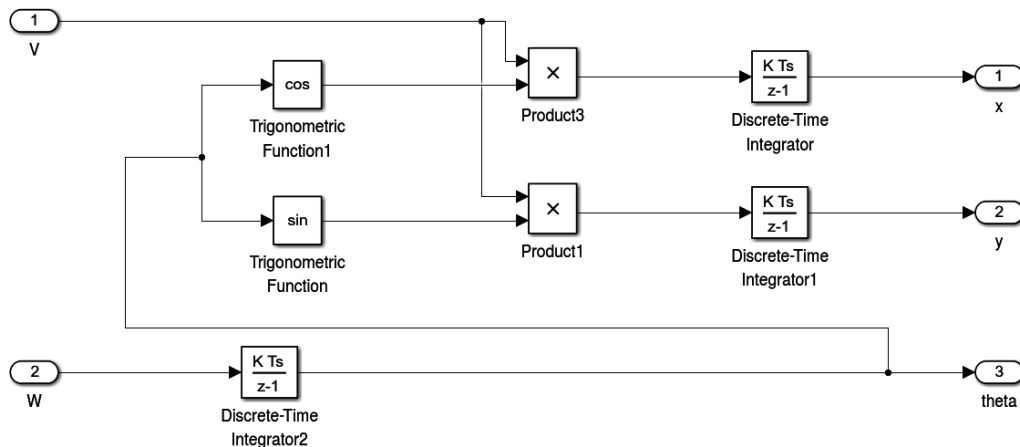 1
V
cos
Trigonometric
Function1
×
Product3
K Ts
z-1
Discrete-Time
Integrator
1
x
sin
Trigonometric
Function
×
Product1
K Ts
z-1
Discrete-Time
Integrator1
2
y
2
W
K Ts
z-1
Discrete-Time
Integrator2
3
theta